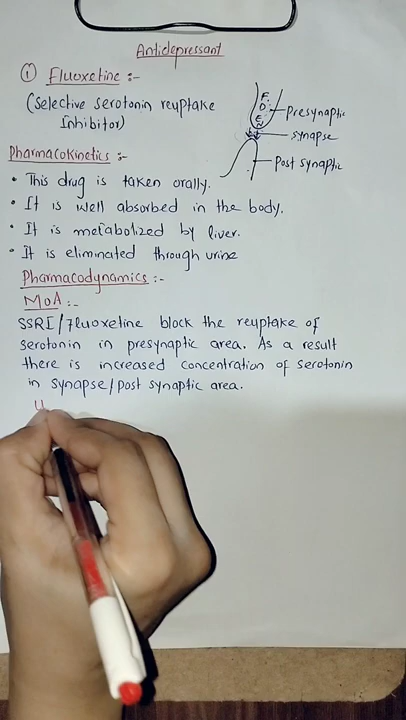 Antidepressant
① Fluoxetine :-
(Selective serotonin reuptake
Inhibitor)
Presynaptic
synapse
Post synaptic
Pharmacokinetics :-
• This drug is taken orally.
• It is well absorbed in the body.
• It is metabolized by liver.
• It is eliminated through urine
Pharmacodynamics :-
MOA :-
SSRI/Fluoxetine block the reuptake of
serotonin in presynaptic area. As a result
there is increased concentration of serotonin
in synapse/post synaptic area.